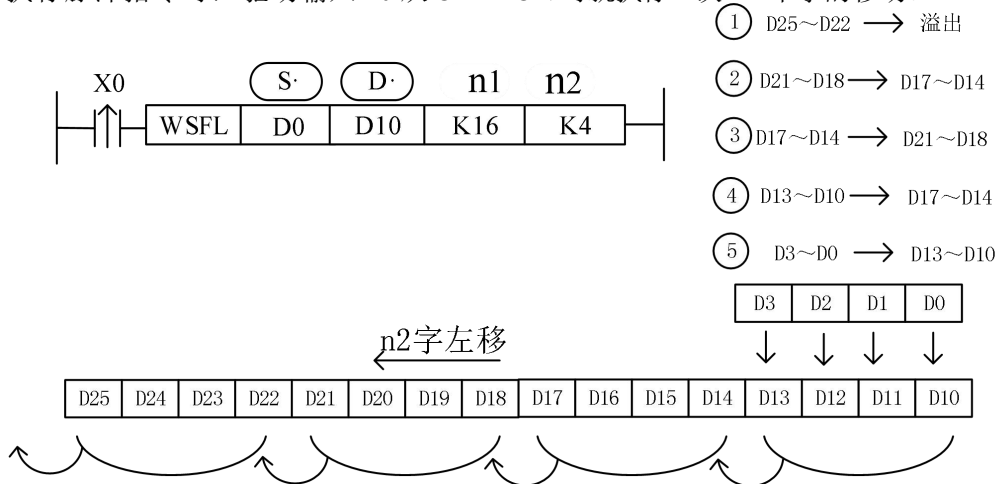 ① D25~D22 → 溢出
② D21~D18 → D17~D14
③ D17~D14 → D21~D18
④ D13~D10 → D17~D14
⑤ D3~D0 → D13~D10
X0
S· D· n1 n2
WSFL D0 D10 K16 K4
D3 D2 D1 D0
n2字左移
D25 D24 D23 D22 D21 D20 D19 D18 D17 D16 D15 D14 D13 D12 D11 D10